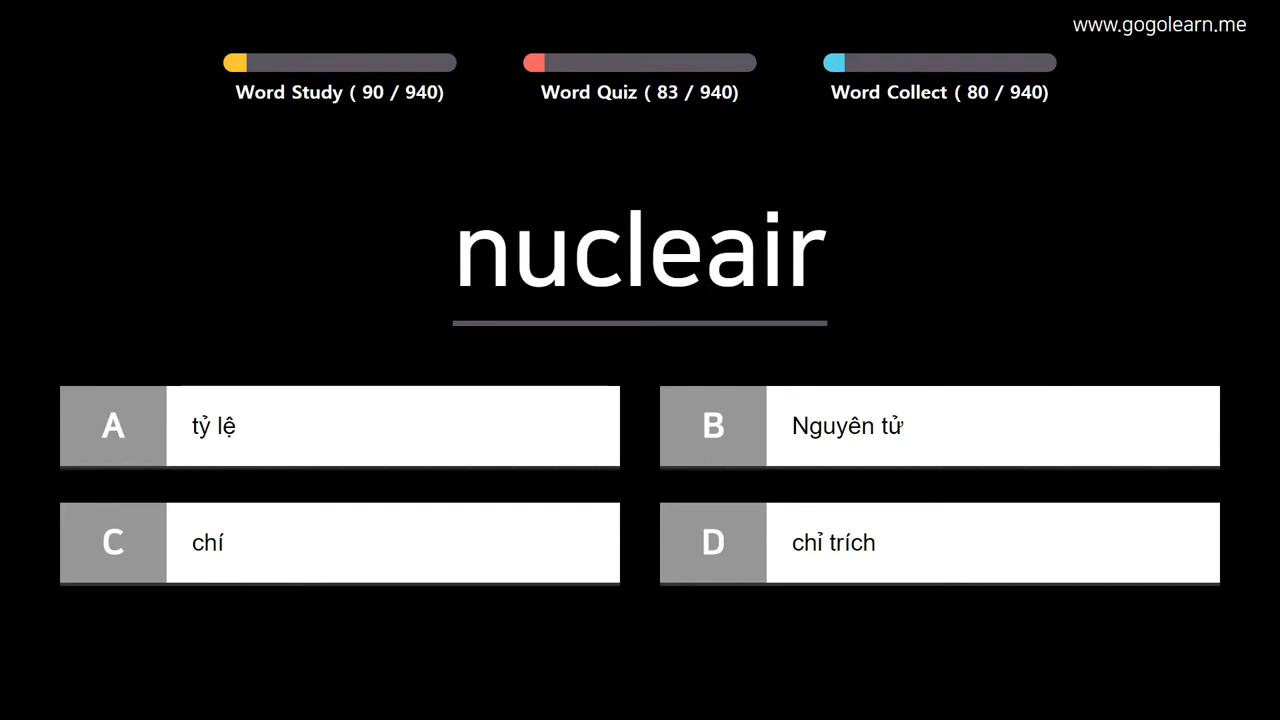 www.gogolearn.me
Word Study ( 90 / 940)
Word Quiz ( 83 / 940)
Word Collect ( 80 / 940)
nucleair
A tỷ lệ
B Nguyên tử
C chí
D chỉ trích